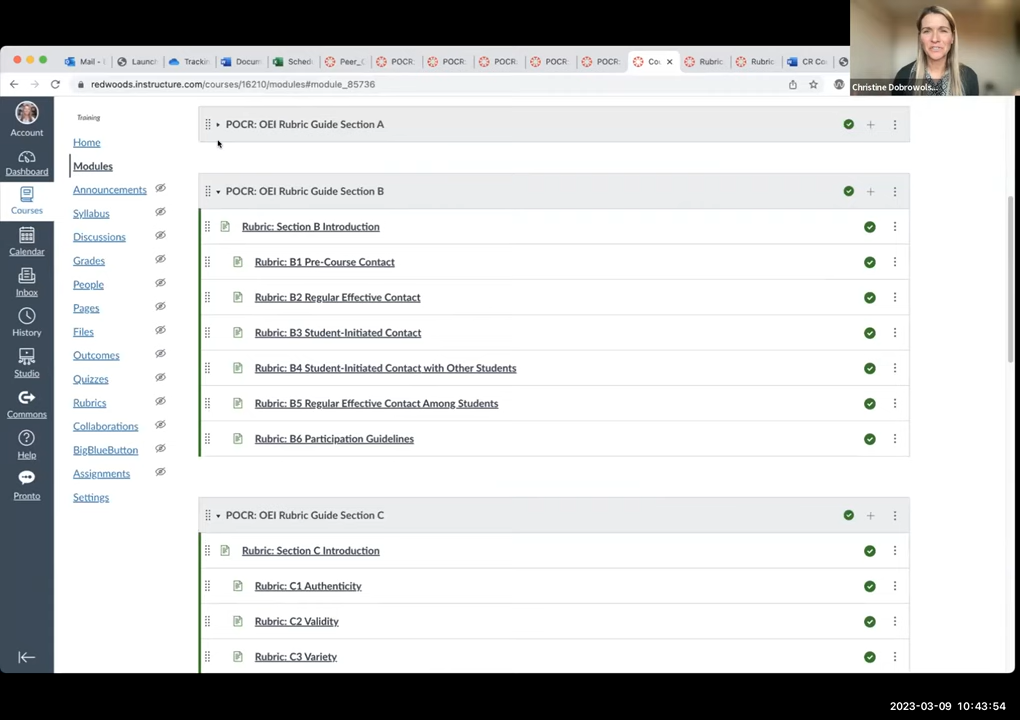 Mail -
Launc
Trackin
Docum
Sched
Peer_C
POCR:
POCR:
POCR:
POCR:
POCR:
Cou
Rubric
Rubric
CR Co
redwoods.instructure.com/courses/16210/modules#module_85736
Christine Dobrowols...
Account
Dashboard
Courses
Calendar
Inbox
History
Studio
Commons
Help
Pronto
Training
Home
Modules
Announcements
Syllabus
Discussions
Grades
People
Pages
Files
Outcomes
Quizzes
Rubrics
Collaborations
BigBlueButton
Assignments
Settings
POCR: OEI Rubric Guide Section A
POCR: OEI Rubric Guide Section B
Rubric: Section B Introduction
Rubric: B1 Pre-Course Contact
Rubric: B2 Regular Effective Contact
Rubric: B3 Student-Initiated Contact
Rubric: B4 Student-Initiated Contact with Other Students
Rubric: B5 Regular Effective Contact Among Students
Rubric: B6 Participation Guidelines
POCR: OEI Rubric Guide Section C
Rubric: Section C Introduction
Rubric: C1 Authenticity
Rubric: C2 Validity
Rubric: C3 Variety
2023-03-09 10:43:54